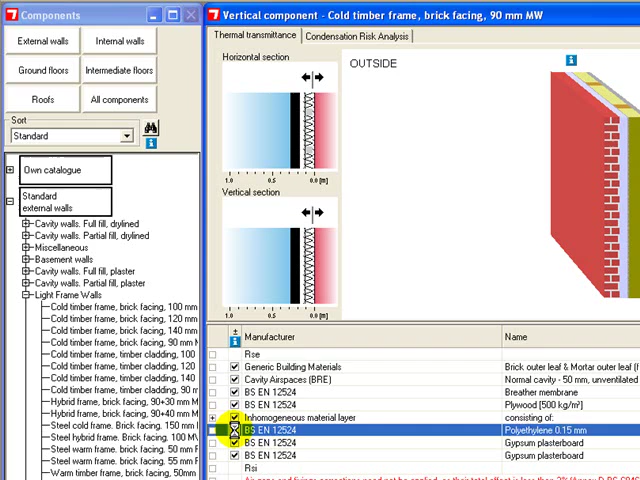 Components
External walls
Internal walls
Ground floors
Intermediate floors
Roofs
All components
Sort
Standard
Own catalogue
Standard
external walls
Cavity walls. Full fill, drylined
Cavity walls. Partial fill, drylined
Miscellaneous
Basement walls
Cavity walls. Full fill, plaster
Cavity walls. Partial fill, plaster
Light Frame Walls
Cold timber frame, brick facing, 100 mm
Cold timber frame, brick facing, 120 mm
Cold timber frame, brick facing, 140 mm
Cold timber frame, brick facing, 90 m
Cold timber frame, timber cladding, 100
Cold timber frame, timber cladding, 120
Cold timber frame, timber cladding, 140
Cold timber frame, timber cladding, 90
Hybrid frame, brick facing, 90+30 mm
Hybrid frame, brick facing, 90+40 mm
Steel cold frame. Brick facing, 150 mm
Steel hybrid frame. Brick facing, 100 M
Steel warm frame. Brick facing, 50 mm
Steel warm frame. Brick facing, 55 mm
Warm timber frame, brick facing, 50 m
Vertical component - Cold timber frame, brick facing, 90 mm MW
Thermal transmittance
Condensation Risk Analysis
Horizontal section
1.0 0.5 0.0 [m]
Vertical section
1.0 0.5 0.0 [m]
OUTSIDE
Manufacturer Name
Rse
Generic Building Materials Brick outer leaf & Mortar outer leaf (f
Cavity Airspaces (BRE) Normal cavity - 50 mm, unventilated
BS EN 12524 Breather membrane
BS EN 12524 Plywood [500 kg/m³]
Inhomogeneous material layer consisting of:
BS EN 12524 Polyethylene 0.15 mm
BS EN 12524 Gypsum plasterboard
BS EN 12524 Gypsum plasterboard
Rsi